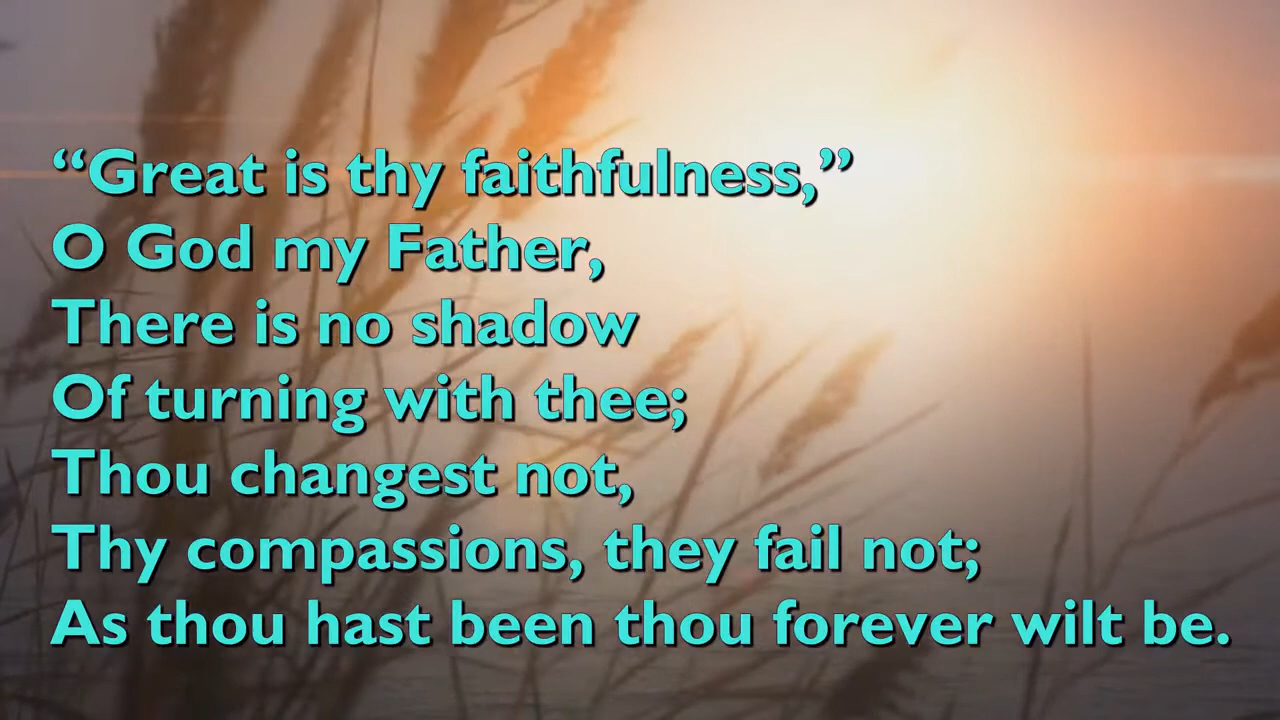 “Great is thy faithfulness,”
O God my Father,
There is no shadow
Of turning with thee;
Thou changest not,
Thy compassions, they fail not;
As thou hast been thou forever wilt be.